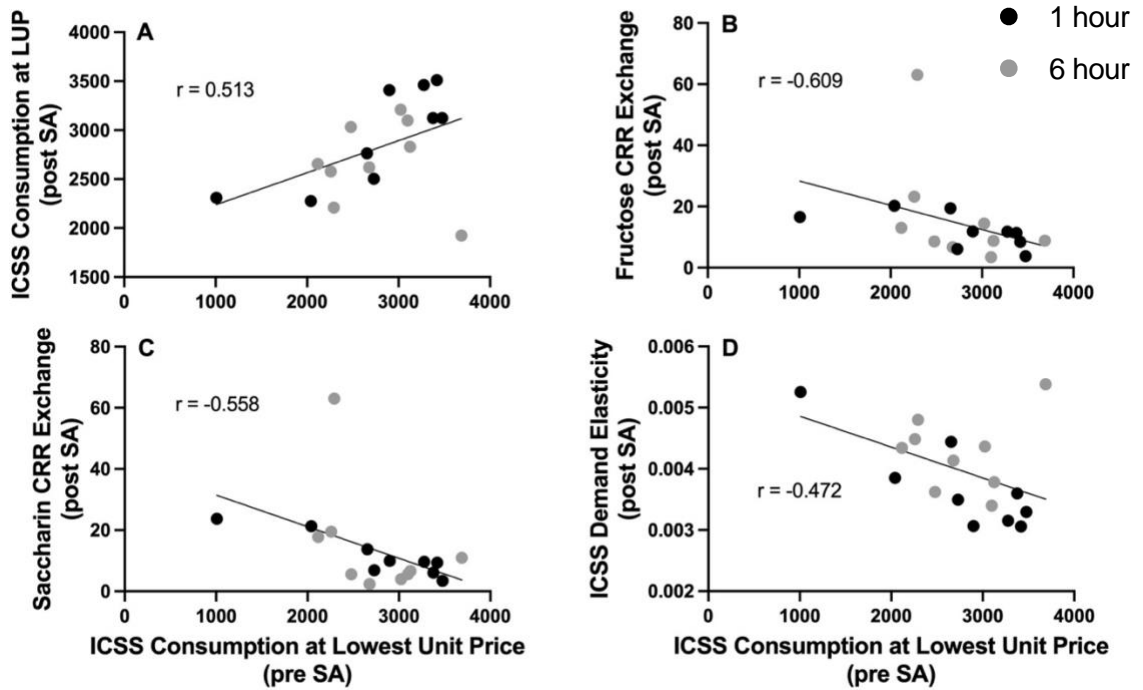 A
r = 0.513
4000
3500
3000
2500
2000
1500
0
1000
2000
3000
4000
ICSS Consumption at LUP
(post SA)
B
1 hour
6 hour
r = -0.609
80
60
40
20
0
0
1000
2000
3000
4000
Fructose CRR Exchange
(post SA)
C
r = -0.558
80
60
40
20
0
0
1000
2000
3000
4000
Saccharin CRR Exchange
(post SA)
ICSS Consumption at Lowest Unit Price
(pre SA)
D
r = -0.472
0.006
0.005
0.004
0.003
0.002
0
1000
2000
3000
4000
ICSS Demand Elasticity
(post SA)
ICSS Consumption at Lowest Unit Price
(pre SA)